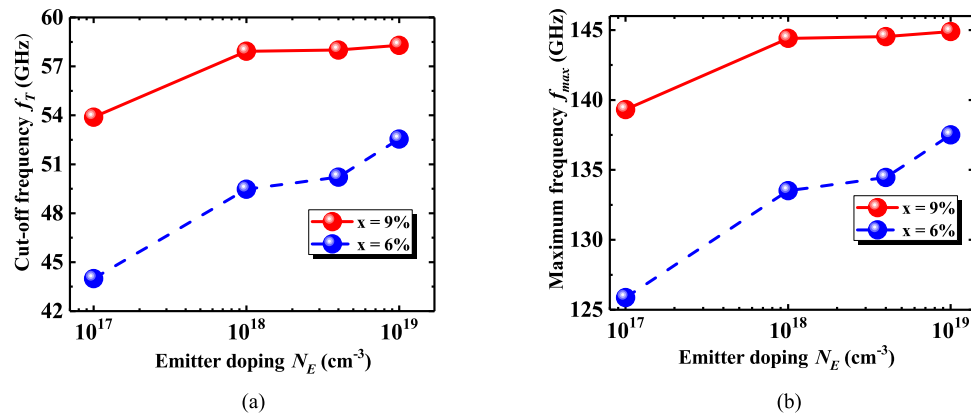 60
57
54
51
48
45
42
Cut-off frequency f_T (GHz)
x = 9%
x = 6%
10^17
10^18
10^19
Emitter doping N_E (cm^-3)
(a)
145
140
135
130
125
Maximum frequency f_max (GHz)
x = 9%
x = 6%
10^17
10^18
10^19
Emitter doping N_E (cm^-3)
(b)